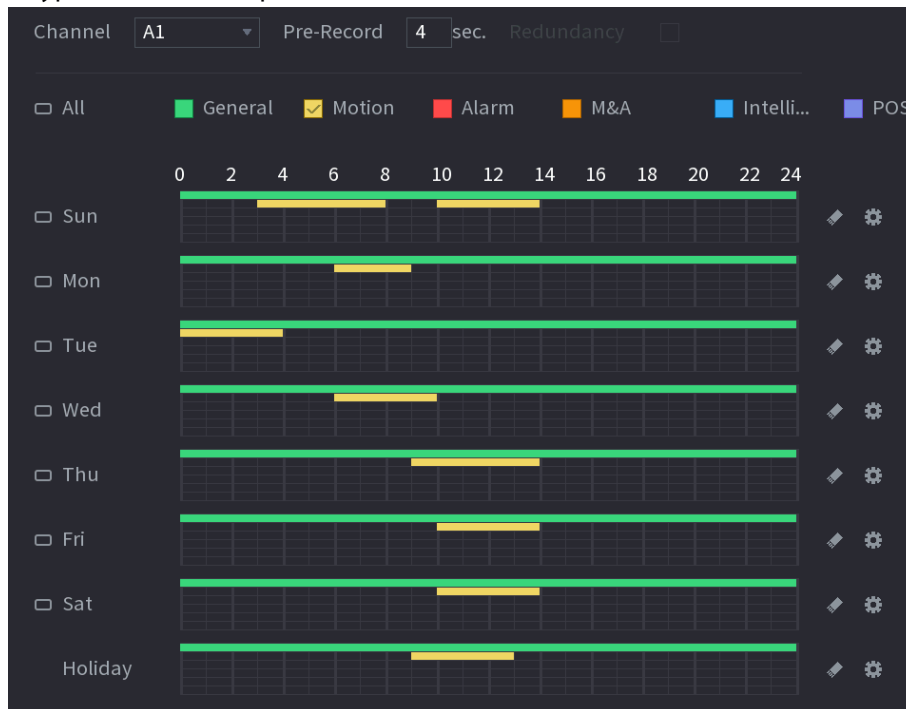 Channel A1 Pre-Record 4 sec. Redundancy
All General Motion Alarm M&A Intelli... POS
0 2 4 6 8 10 12 14 16 18 20 22 24
Sun
Mon
Tue
Wed
Thu
Fri
Sat
Holiday